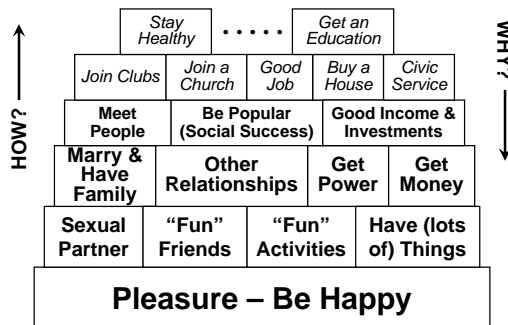 Stay
Healthy
• • • • •
Get an
Education
HOW?
WHY?
Join Clubs
Join a
Church
Good
Job
Buy a
House
Civic
Service
Meet
People
Be Popular
(Social Success)
Good Income &
Investments
Marry &
Have
Family
Other
Relationships
Get
Power
Get
Money
Sexual
Partner
“Fun”
Friends
“Fun”
Activities
Have (lots
of) Things
Pleasure – Be Happy